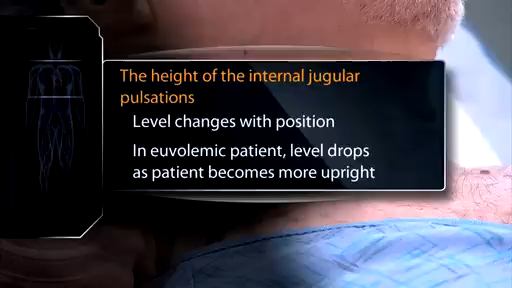 The height of the internal jugular
pulsations
Level changes with position
In euvolemic patient, level drops
as patient becomes more upright